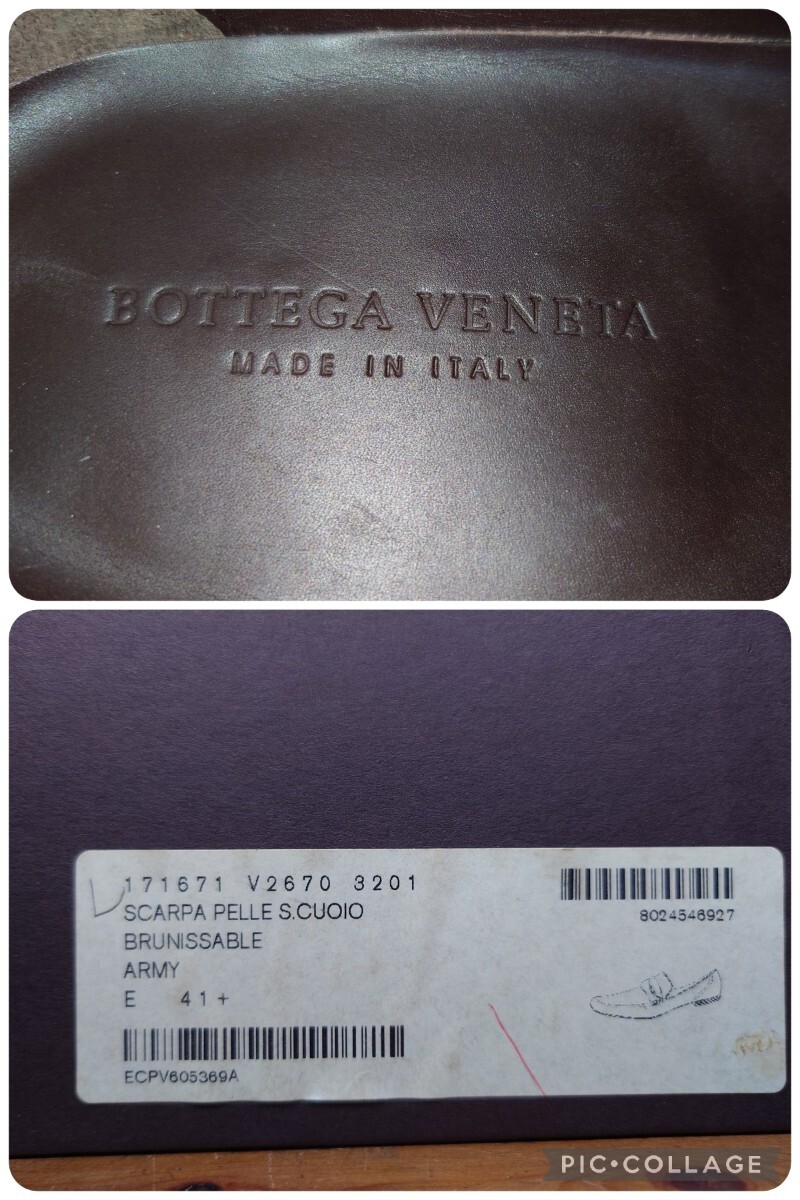 BOTTEGA VENETA
MADE IN ITALY
171671 V2670 3201
SCARPA PELLE S.CUOIO
BRUNISSABLE
ARMY
E 41+
ECPV605369A
8024546927
PIC•COLLAGE